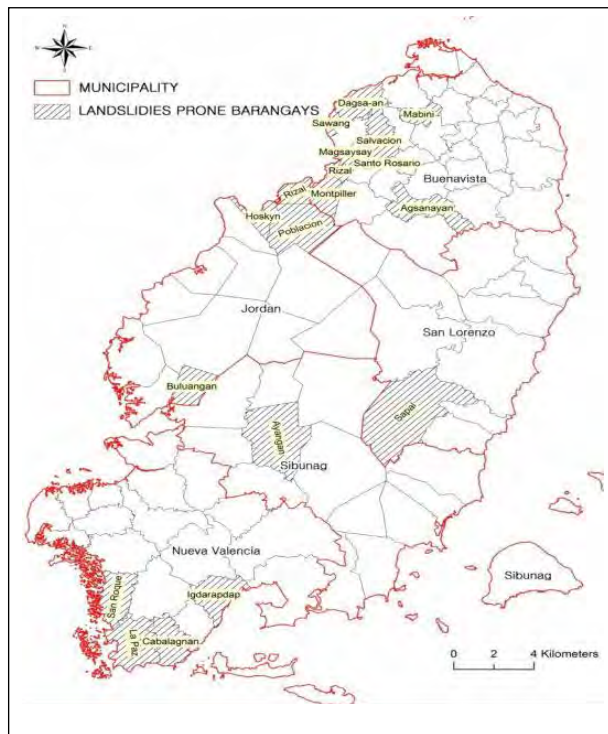 N
W
E
S
MUNICIPALITY
LANDSLIDIES PRONE BARANGAYS
Dagsa-an
Mabini
Sawang
Salvacion
Magsaysay
Santo Rosario
Rizal
Buenavista
Rizal
Montpiller
Agsanayan
Hoskyn
Poblacion
Jordan
San Lorenzo
Buluangan
Sapal
Ayangan
Sibunag
Nueva Valencia
Sibunag
San Roque
Igdarapdap
La Paz
Cabalagnan
0 2 4 Kilometers